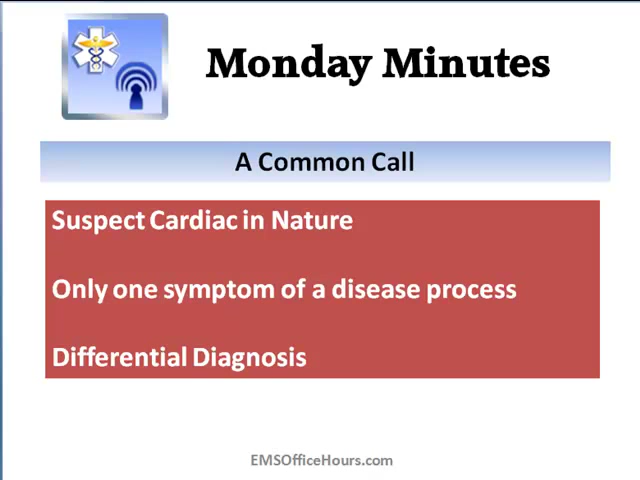 Monday Minutes
A Common Call
Suspect Cardiac in Nature
Only one symptom of a disease process
Differential Diagnosis
EMSOfficeHours.com